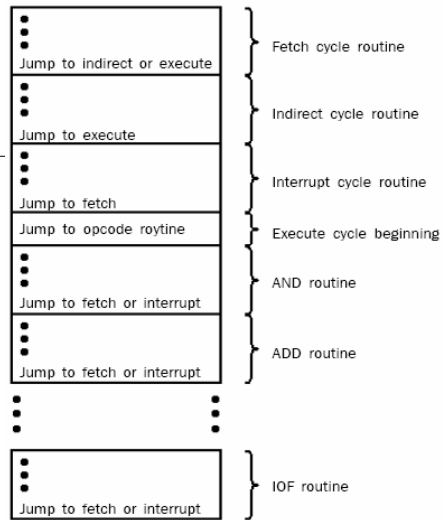 Jump to indirect or execute
Fetch cycle routine
Jump to execute
Indirect cycle routine
Jump to fetch
Interrupt cycle routine
Jump to opcode roytine
Execute cycle beginning
Jump to fetch or interrupt
AND routine
Jump to fetch or interrupt
ADD routine
Jump to fetch or interrupt
IOF routine